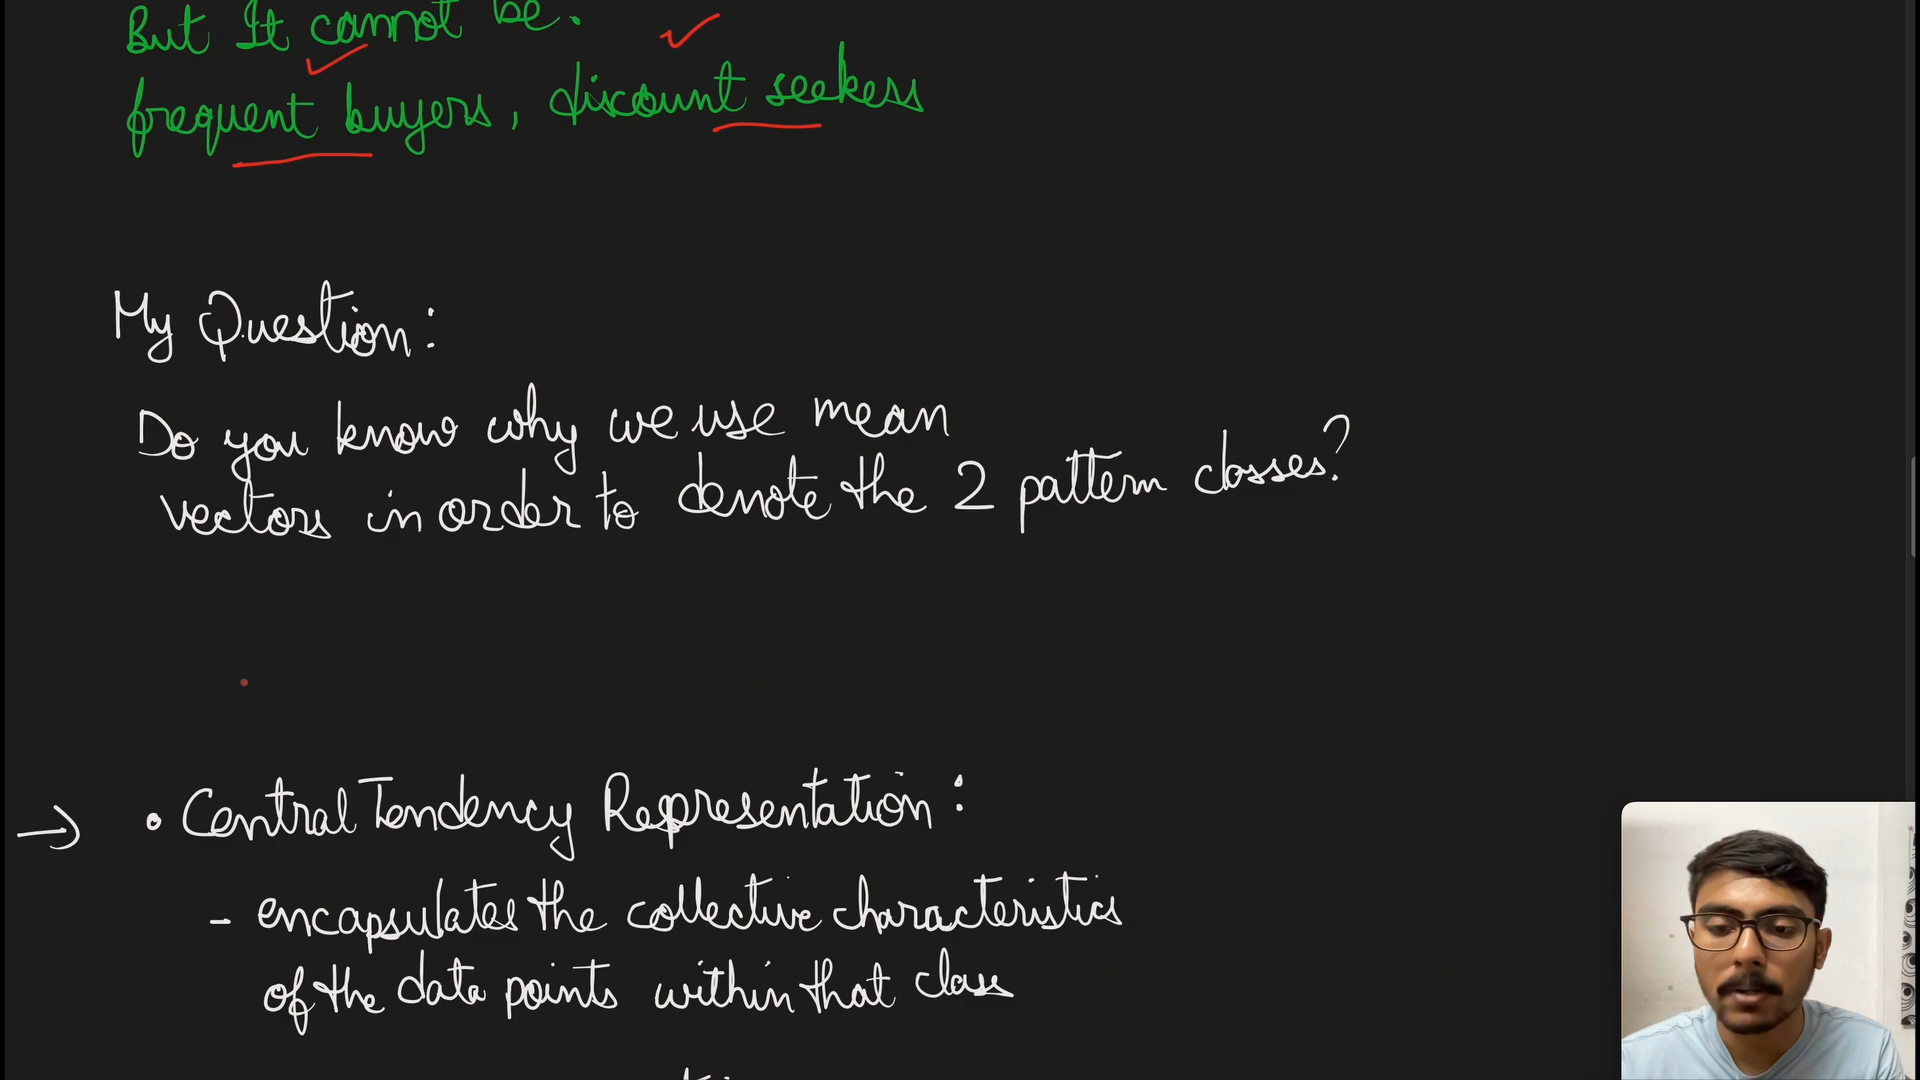 But It cannot be.
frequent buyers, discount seekers
My Question:
Do you know why we use mean
vectors in order to denote the 2 pattern classes?
→ • Central Tendency Representation:
- encapsulates the collective characteristics
of the data points within that class